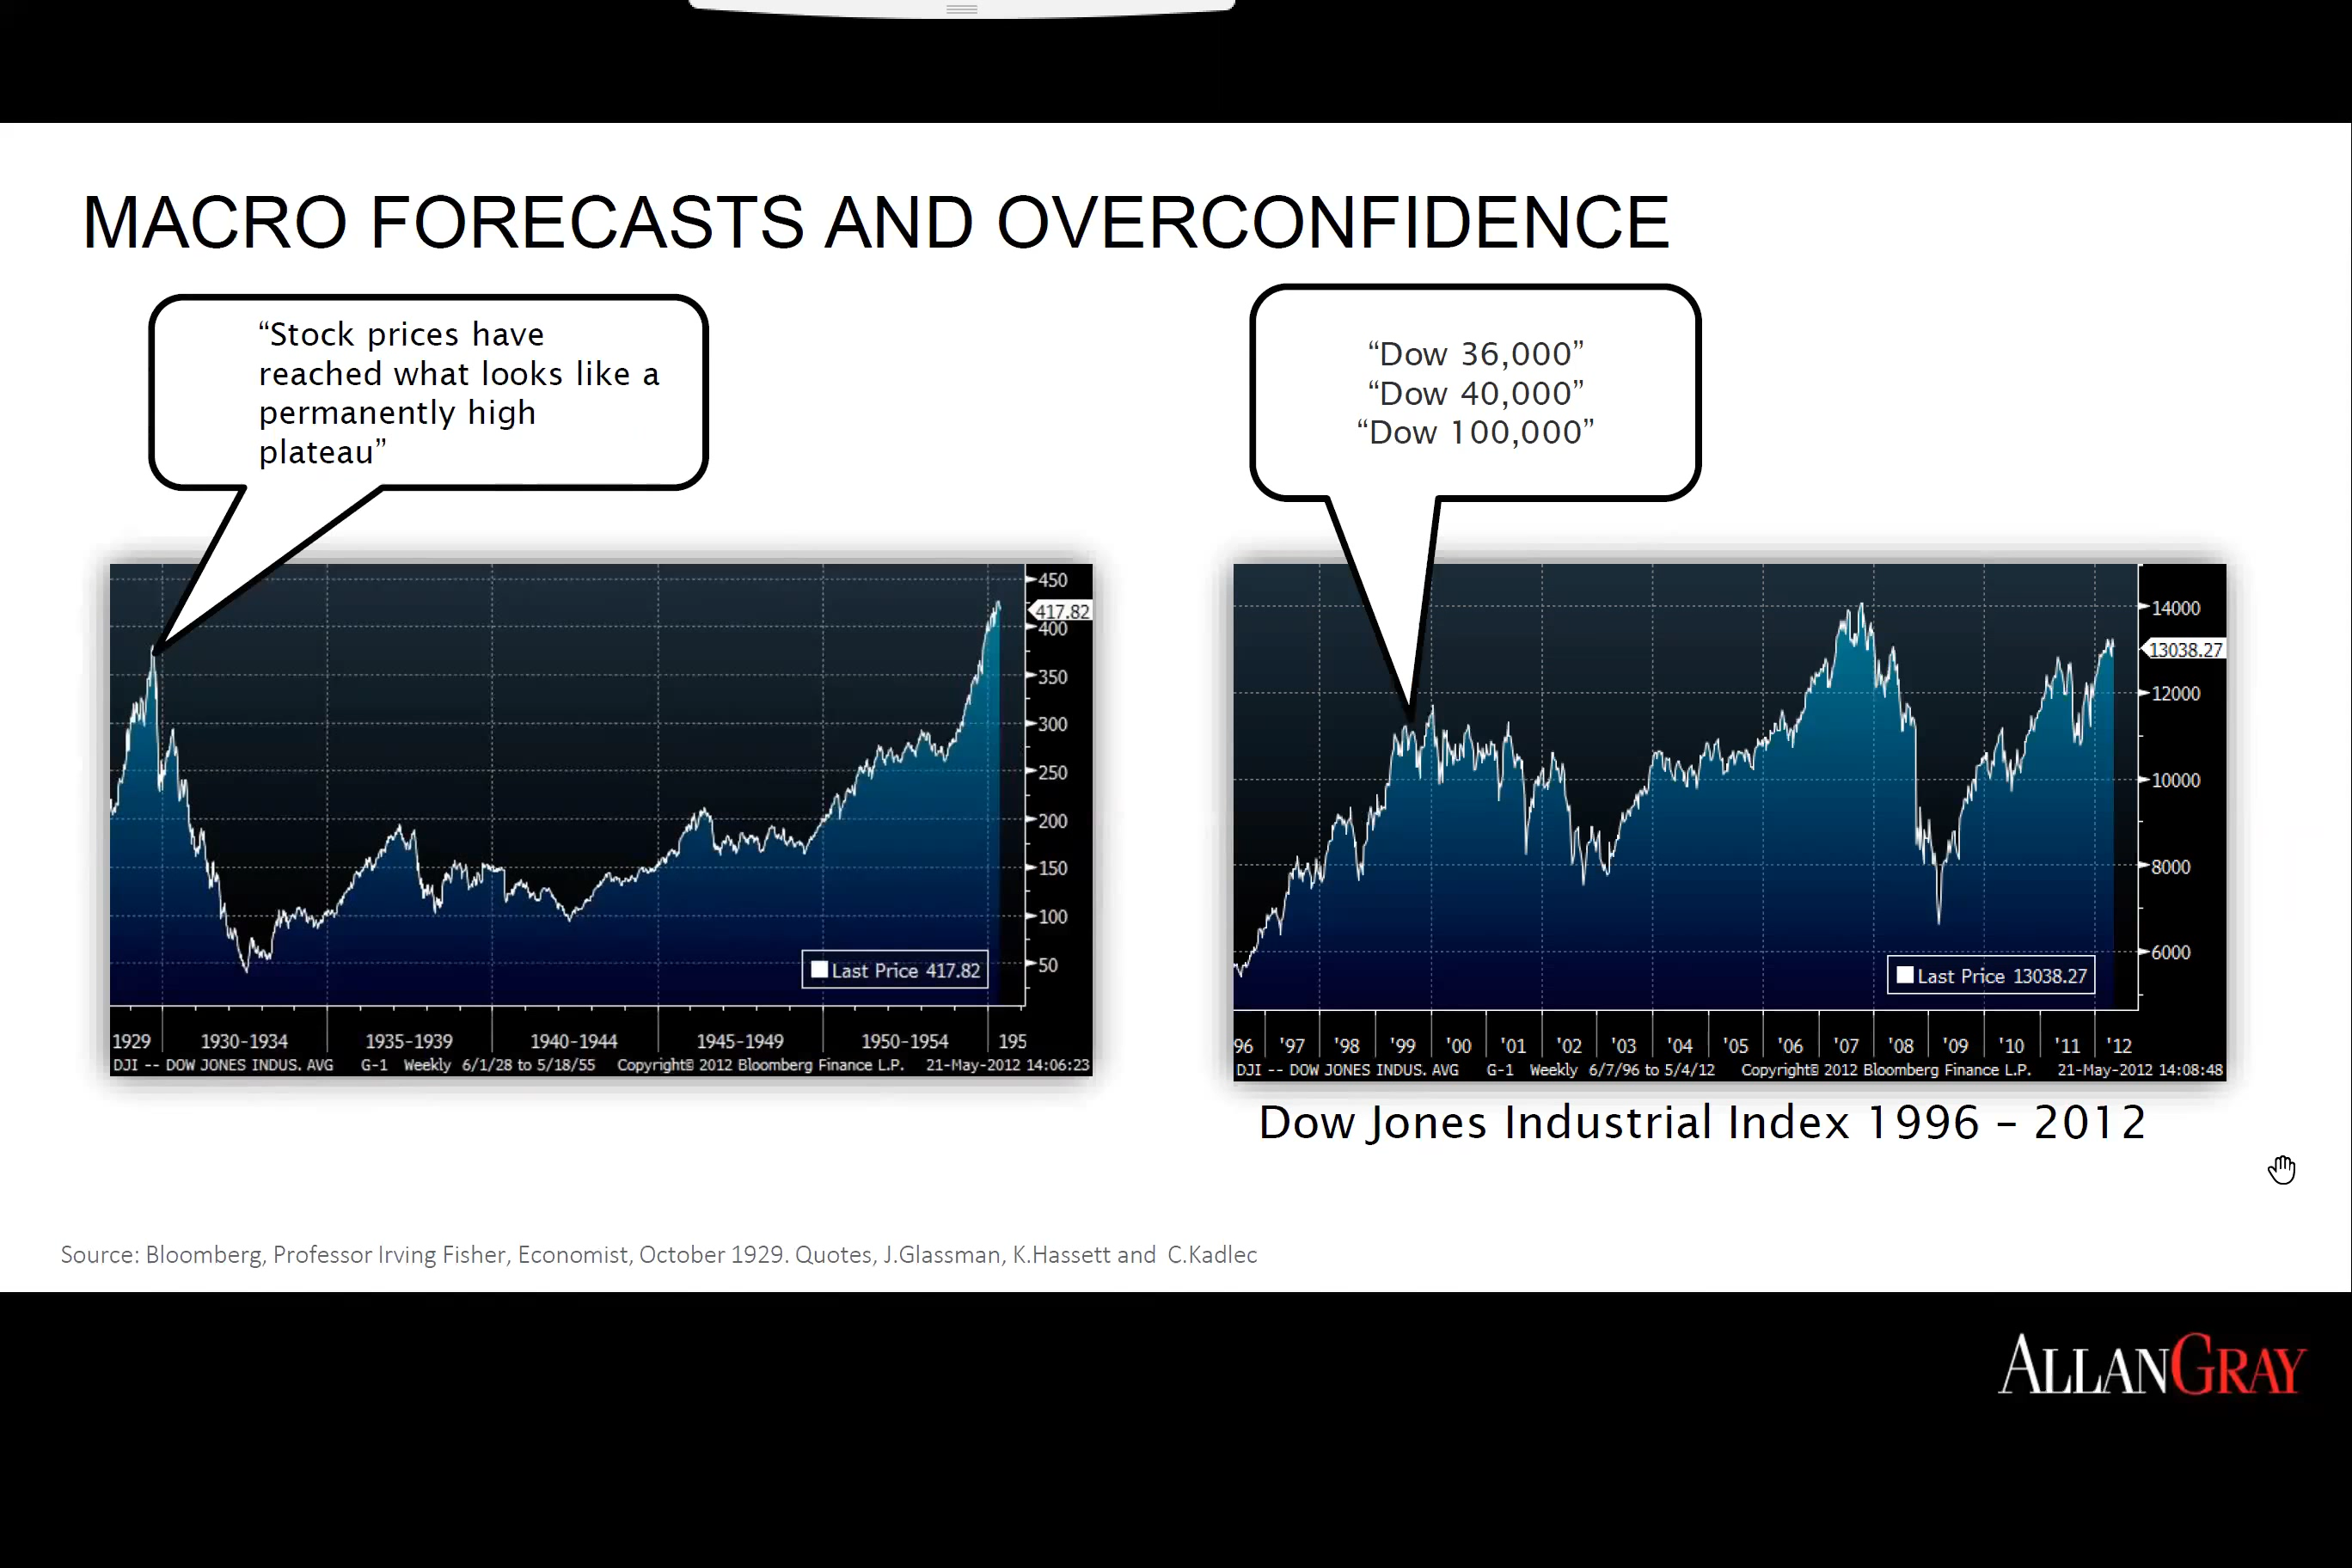 MACRO FORECASTS AND OVERCONFIDENCE
“Stock prices have
reached what looks like a
permanently high
plateau”
“Dow 36,000”
“Dow 40,000”
“Dow 100,000”
450
417.82
400
350
300
250
200
150
100
50
Last Price 417.82
1929 1930-1934 1935-1939 1940-1944 1945-1949 1950-1954 195
DJI -- DOW JONES INDUS. AVG G-1 Weekly 6/1/28 to 5/18/55 Copyright© 2012 Bloomberg Finance L.P. 21-May-2012 14:06:23
14000
13038.27
12000
10000
8000
6000
Last Price 13038.27
96 '97 '98 '99 '00 '01 '02 '03 '04 '05 '06 '07 '08 '09 '10 '11 '12
DJI -- DOW JONES INDUS. AVG G-1 Weekly 6/7/96 to 5/4/12 Copyright© 2012 Bloomberg Finance L.P. 21-May-2012 14:08:48
Dow Jones Industrial Index 1996 – 2012
Source: Bloomberg, Professor Irving Fisher, Economist, October 1929. Quotes, J.Glassman, K.Hassett and C.Kadlec
ALLANGRAY